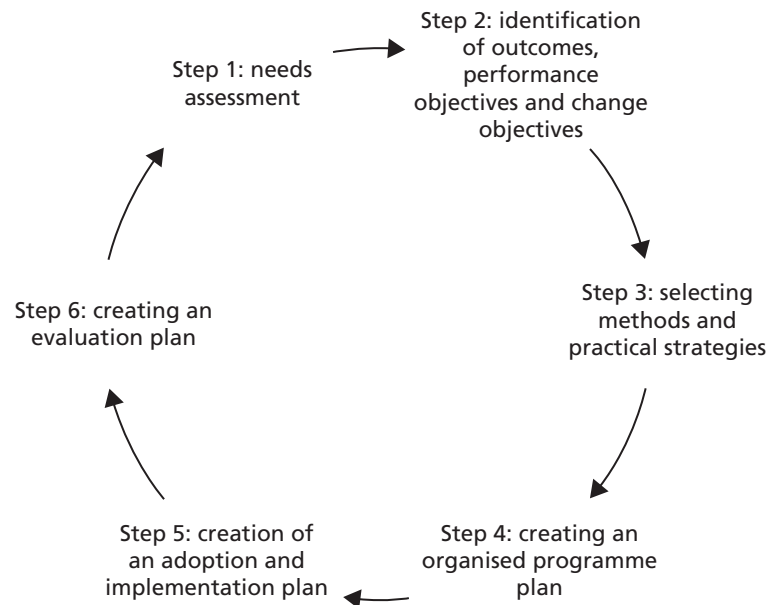 Step 1: needs
assessment
Step 2: identification
of outcomes,
performance
objectives and change
objectives
Step 3: selecting
methods and
practical strategies
Step 4: creating an
organised programme
plan
Step 5: creation of
an adoption and
implementation plan
Step 6: creating an
evaluation plan